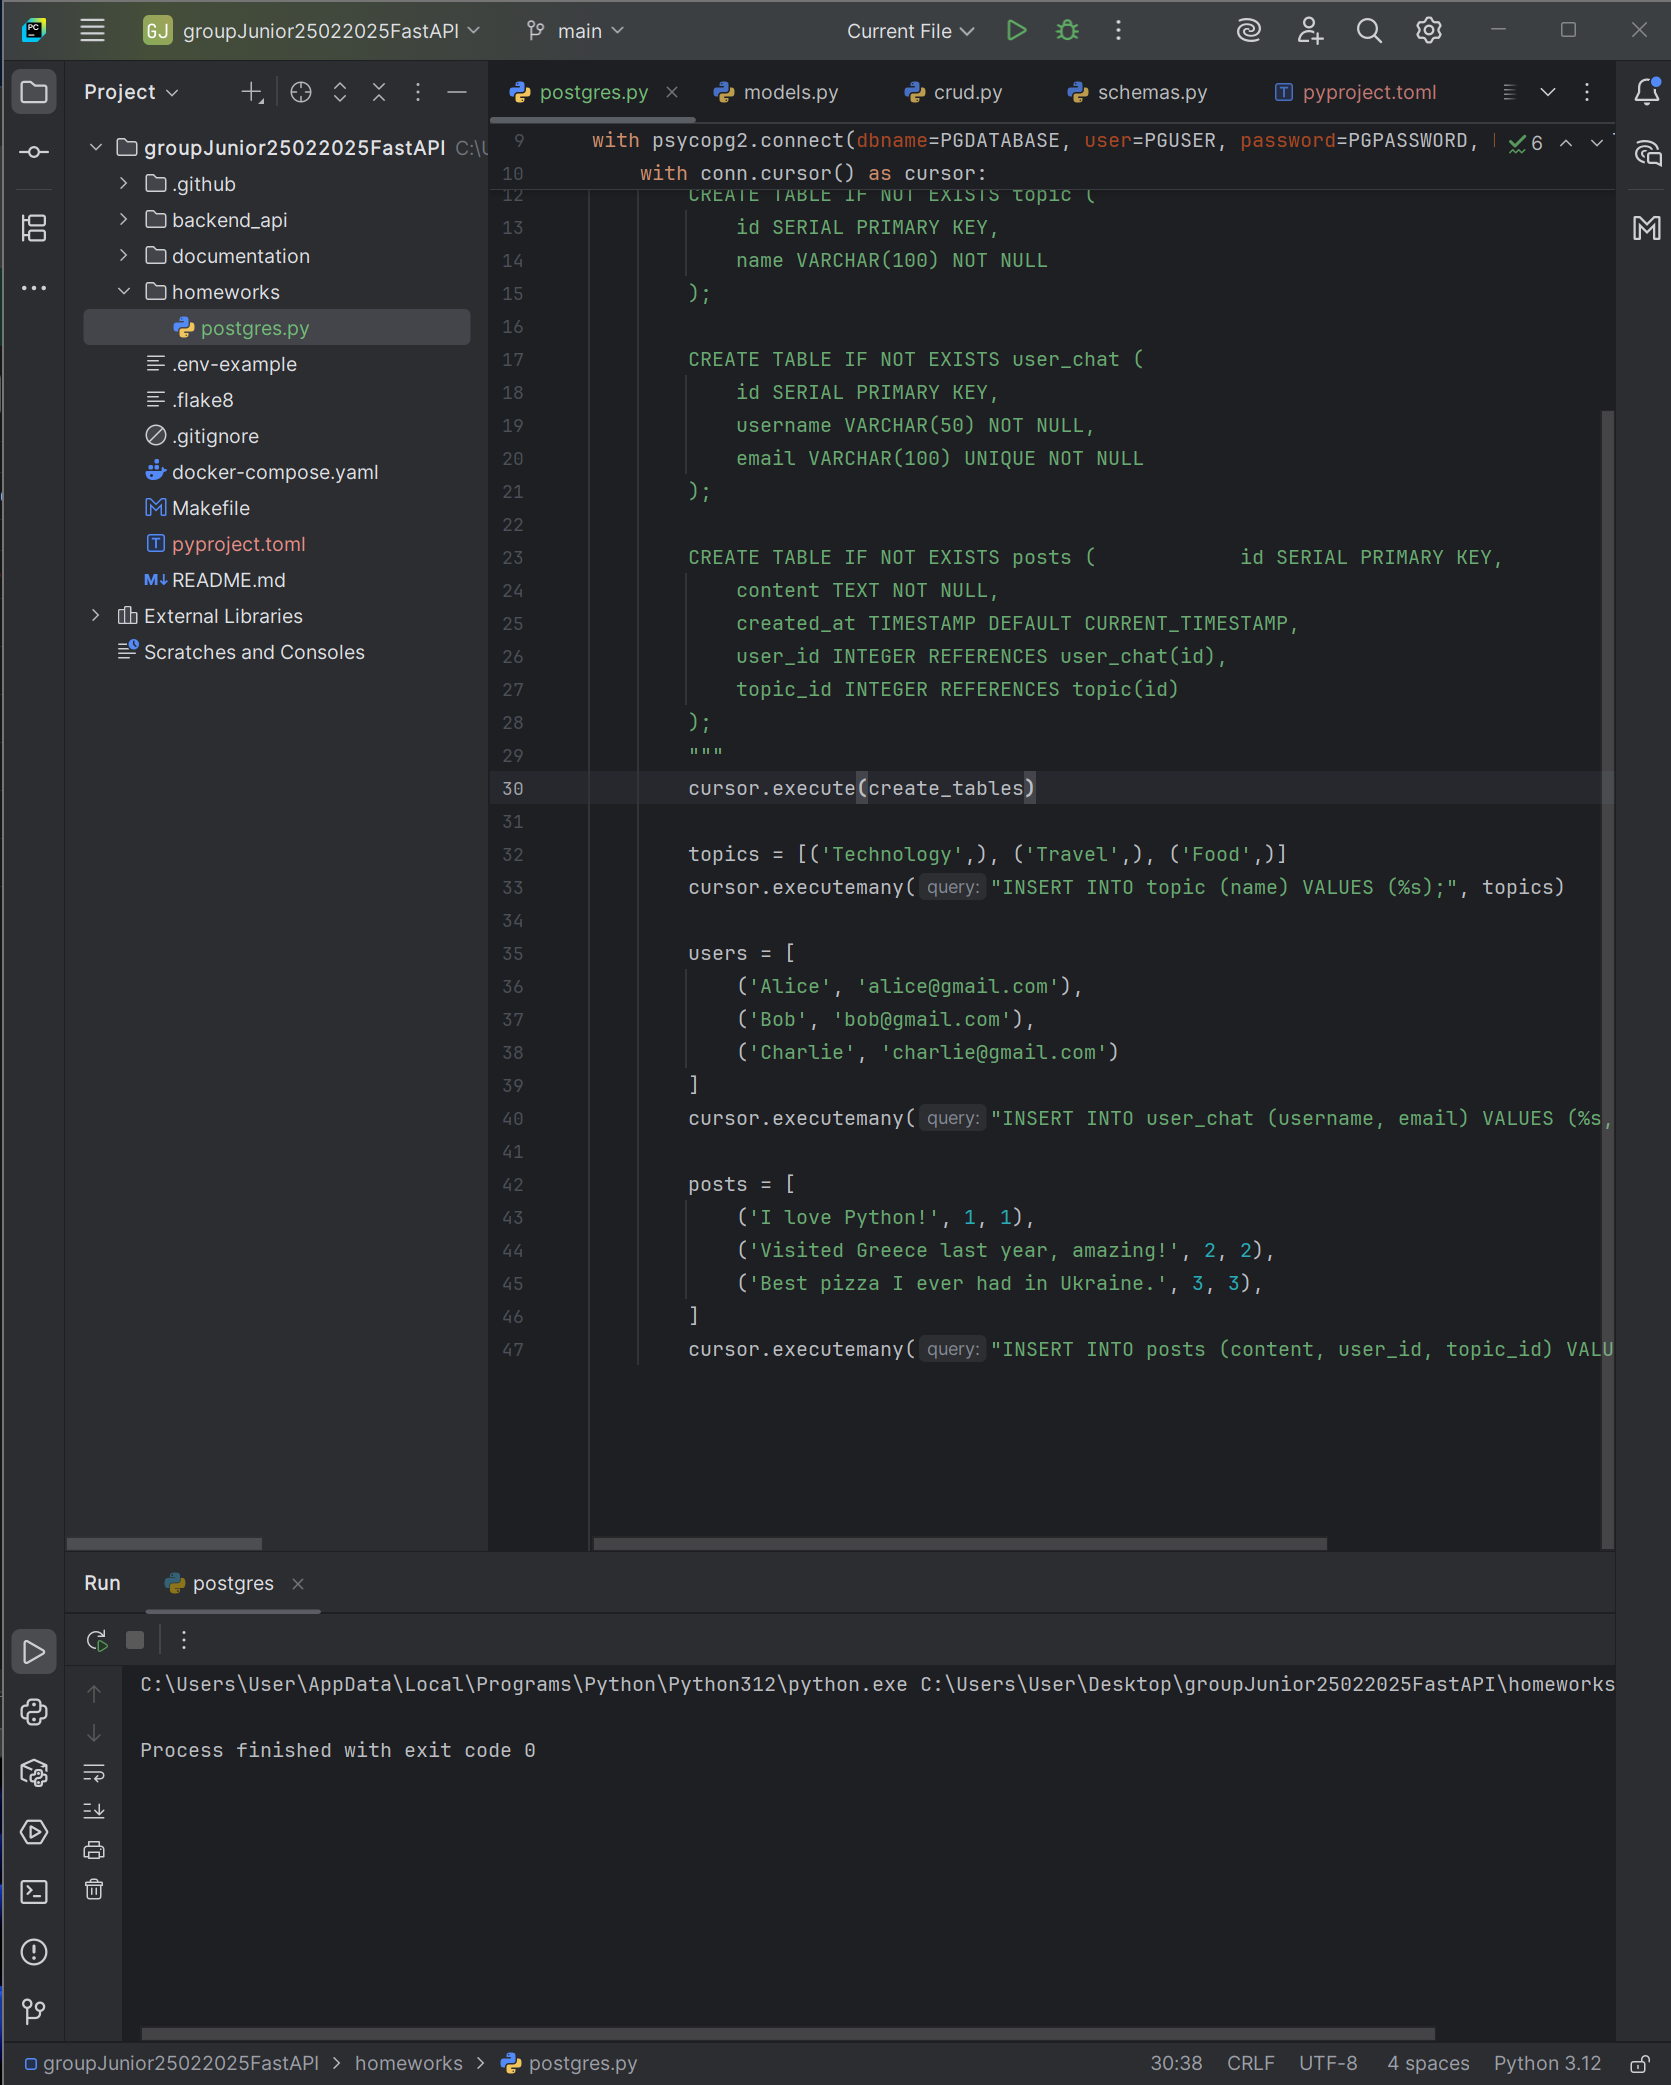 PC GJ groupJunior25022025FastAPI main Current File
Project
postgres.py models.py crud.py schemas.py pyproject.toml
groupJunior25022025FastAPI C:\U
.github
backend_api
documentation
homeworks
postgres.py
.env-example
.flake8
.gitignore
docker-compose.yaml
Makefile
pyproject.toml
README.md
External Libraries
Scratches and Consoles
9 with psycopg2.connect(dbname=PGDATABASE, user=PGUSER, password=PGPASSWORD, 6
10 with conn.cursor() as cursor:
12 CREATE TABLE IF NOT EXISTS topic (
13 id SERIAL PRIMARY KEY,
14 name VARCHAR(100) NOT NULL
15 );
16
17 CREATE TABLE IF NOT EXISTS user_chat (
18 id SERIAL PRIMARY KEY,
19 username VARCHAR(50) NOT NULL,
20 email VARCHAR(100) UNIQUE NOT NULL
21 );
22
23 CREATE TABLE IF NOT EXISTS posts ( id SERIAL PRIMARY KEY,
24 content TEXT NOT NULL,
25 created_at TIMESTAMP DEFAULT CURRENT_TIMESTAMP,
26 user_id INTEGER REFERENCES user_chat(id),
27 topic_id INTEGER REFERENCES topic(id)
28 );
29 """
30 cursor.execute(create_tables)
31
32 topics = [('Technology',), ('Travel',), ('Food',)]
33 cursor.executemany( query: "INSERT INTO topic (name) VALUES (%s);", topics)
34
35 users = [
36 ('Alice', 'alice@gmail.com'),
37 ('Bob', 'bob@gmail.com'),
38 ('Charlie', 'charlie@gmail.com')
39 ]
40 cursor.executemany( query: "INSERT INTO user_chat (username, email) VALUES (%s,
41
42 posts = [
43 ('I love Python!', 1, 1),
44 ('Visited Greece last year, amazing!', 2, 2),
45 ('Best pizza I ever had in Ukraine.', 3, 3),
46 ]
47 cursor.executemany( query: "INSERT INTO posts (content, user_id, topic_id) VALU
Run postgres
C:\Users\User\AppData\Local\Programs\Python\Python312\python.exe C:\Users\User\Desktop\groupJunior25022025FastAPI\homeworks
Process finished with exit code 0
groupJunior25022025FastAPI > homeworks > postgres.py 30:38 CRLF UTF-8 4 spaces Python 3.12